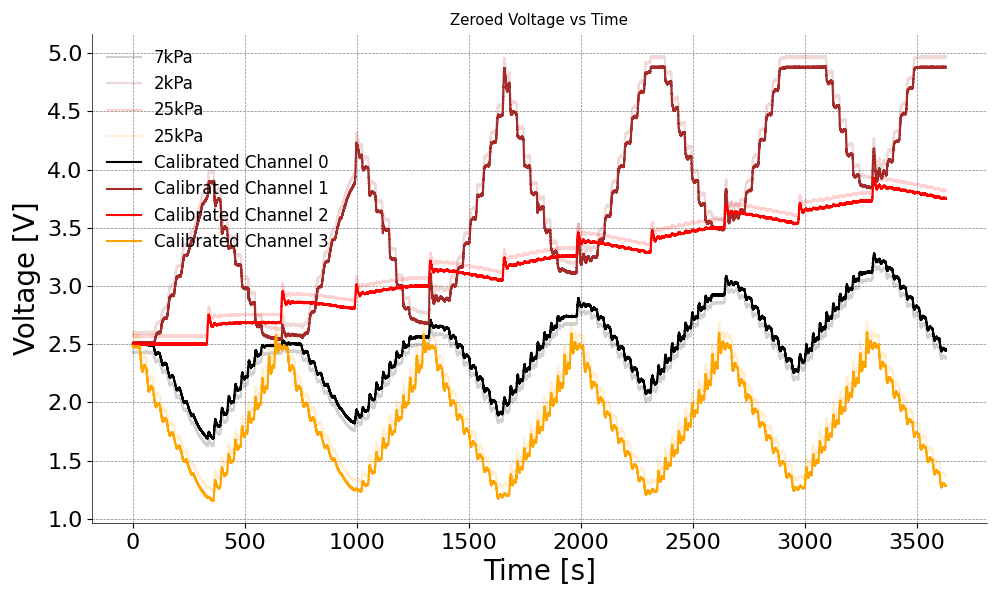 Zeroed Voltage vs Time
5.0
4.5
4.0
3.5
3.0
2.5
2.0
1.5
1.0
Voltage [V]
7kPa
2kPa
25kPa
25kPa
Calibrated Channel 0
Calibrated Channel 1
Calibrated Channel 2
Calibrated Channel 3
0 500 1000 1500 2000 2500 3000 3500
Time [s]